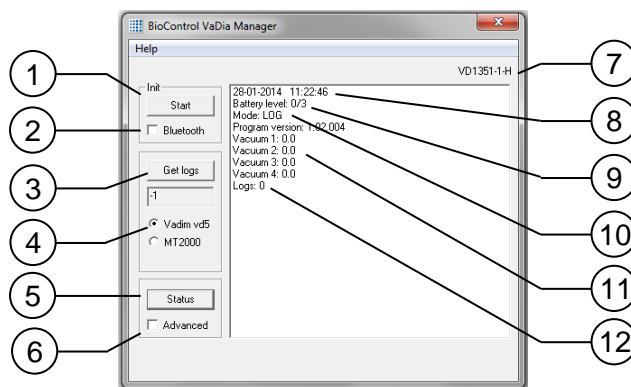 BioControl VaDia Manager
Help
VD1351-1-H
Init
Start
Bluetooth
Get logs
-1
Vadim vd5
MT2000
Status
Advanced
28-01-2014 11:22:46
Battery level: 0/3
Mode: LOG
Program version: 1.02.004
Vacuum 1: 0.0
Vacuum 2: 0.0
Vacuum 3: 0.0
Vacuum 4: 0.0
Logs: 0
1
2
3
4
5
6
7
8
9
10
11
12